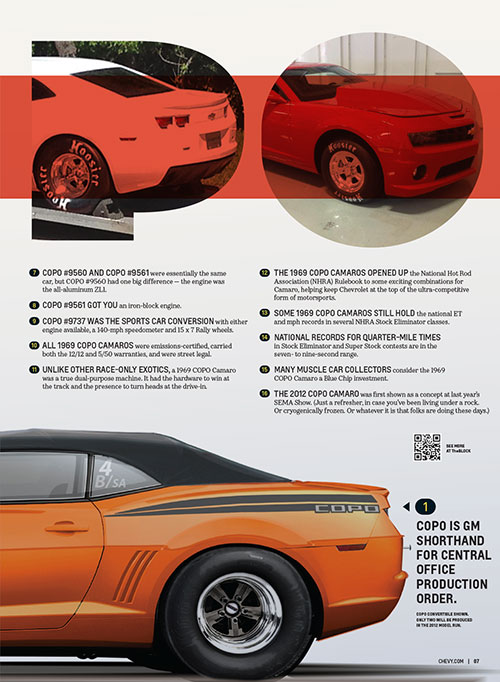 PO
Hoosier
Hoosier
Hoosier
7 COPO #9560 AND COPO #9561 were essentially the same
car, but COPO #9560 had one big difference — the engine was
the all-aluminum ZL1.
8 COPO #9561 GOT YOU an iron-block engine.
9 COPO #9737 WAS THE SPORTS CAR CONVERSION with either
engine available, a 140-mph speedometer and 15 x 7 Rally wheels.
10 ALL 1969 COPO CAMAROS were emissions-certified, carried
both the 12/12 and 5/50 warranties, and were street legal.
11 UNLIKE OTHER RACE-ONLY EXOTICS, a 1969 COPO Camaro
was a true dual-purpose machine. It had the hardware to win at
the track and the presence to turn heads at the drive-in.
12 THE 1969 COPO CAMAROS OPENED UP the National Hot Rod
Association (NHRA) Rulebook to some exciting combinations for
Camaro, helping keep Chevrolet at the top of the ultra-competitive
form of motorsports.
13 SOME 1969 COPO CAMAROS STILL HOLD the national ET
and mph records in several NHRA Stock Eliminator classes.
14 NATIONAL RECORDS FOR QUARTER-MILE TIMES
in Stock Eliminator and Super Stock contests are in the
seven- to nine-second range.
15 MANY MUSCLE CAR COLLECTORS consider the 1969
COPO Camaro a Blue Chip investment.
16 THE 2012 COPO CAMARO was first shown as a concept at last year's
SEMA Show. (Just a refresher, in case you've been living under a rock.
Or cryogenically frozen. Or whatever it is that folks are doing these days.)
SEE MORE
AT TheBLOCK
4
B/SA
COPO
1
COPO IS GM
SHORTHAND
FOR CENTRAL
OFFICE
PRODUCTION
ORDER.
COPO CONVERTIBLE SHOWN.
ONLY TWO WILL BE PRODUCED
IN THE 2012 MODEL RUN.
CHEVY.COM | 07